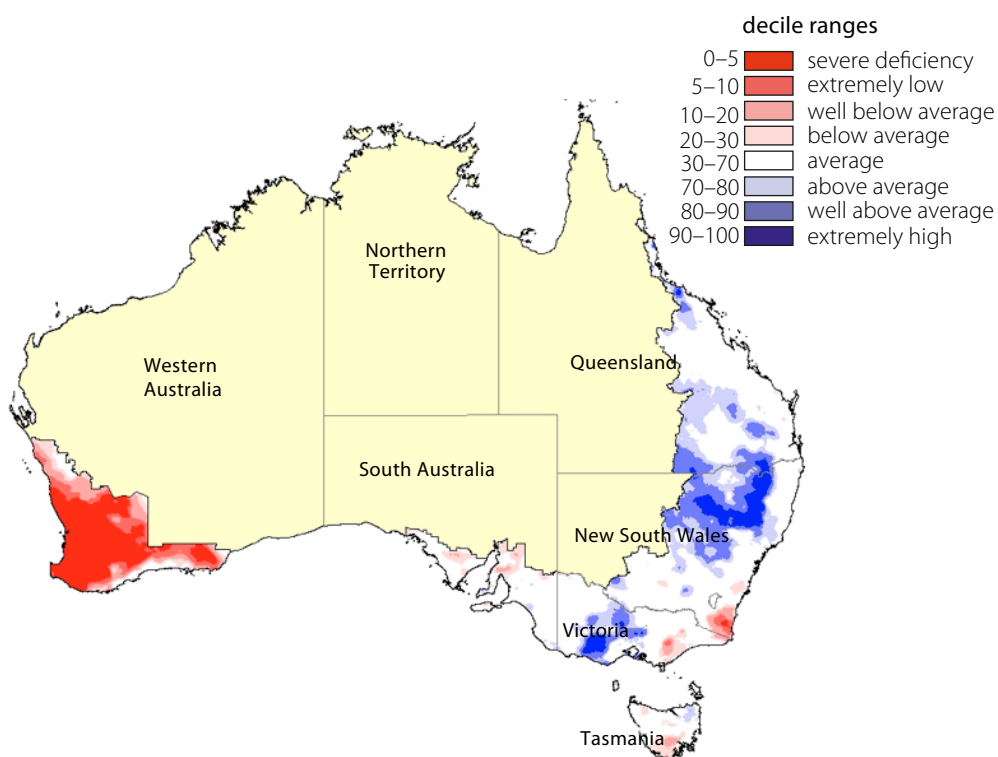 decile ranges
0–5 severe deficiency
5–10 extremely low
10–20 well below average
20–30 below average
30–70 average
70–80 above average
80–90 well above average
90–100 extremely high
Northern
Territory
Western
Australia
Queensland
South Australia
New South Wales
Victoria
Tasmania